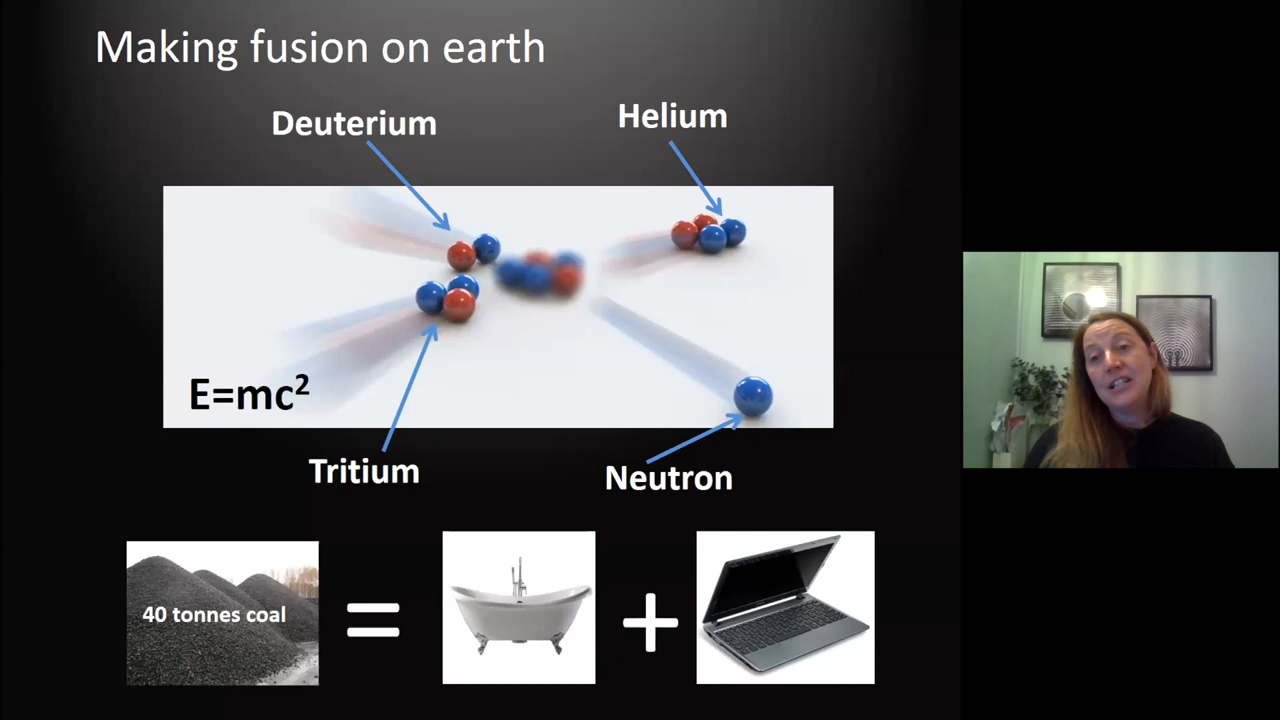 Making fusion on earth
Deuterium
Helium
E=mc²
Tritium
Neutron
40 tonnes coal
=
+